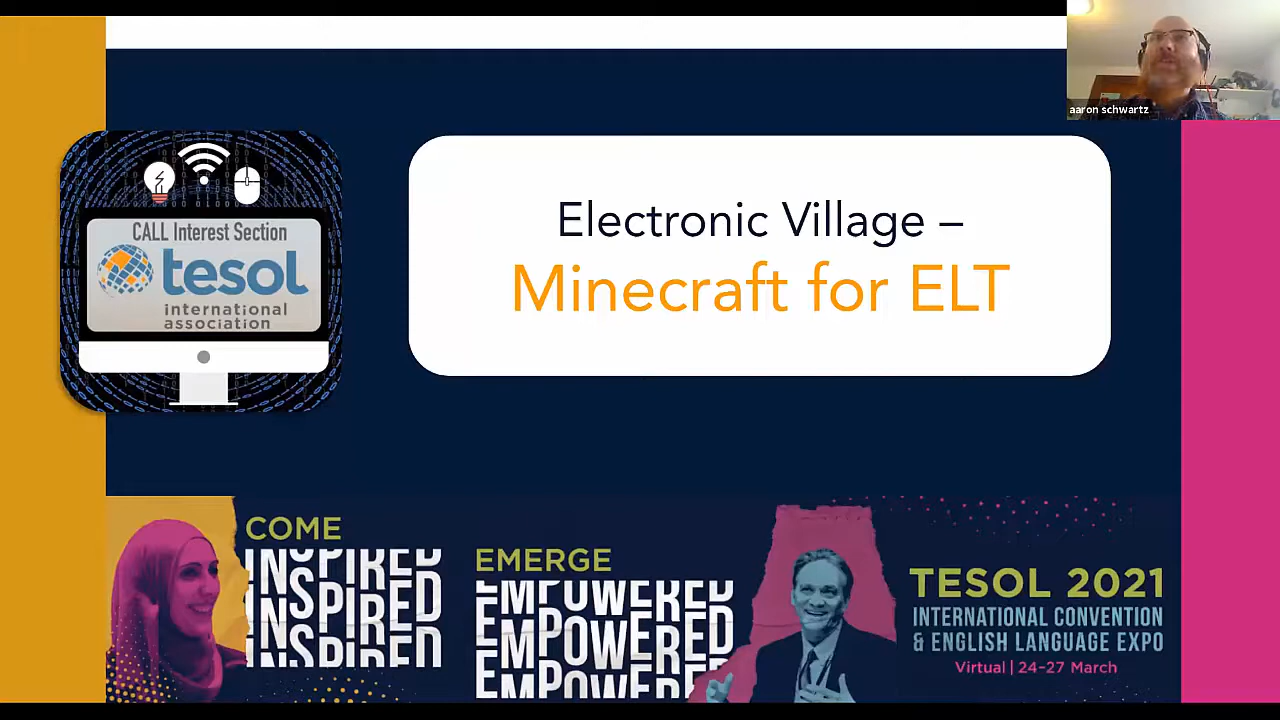 aaron schwartz
CALL Interest Section
tesol
international
association
Electronic Village –
Minecraft for ELT
COME
INSPIRED
INSPIRED
INSPIRED
EMERGE
EMPOWERED
EMPOWERED
EMPOWERED
TESOL 2021
INTERNATIONAL CONVENTION
& ENGLISH LANGUAGE EXPO
Virtual | 24–27 March